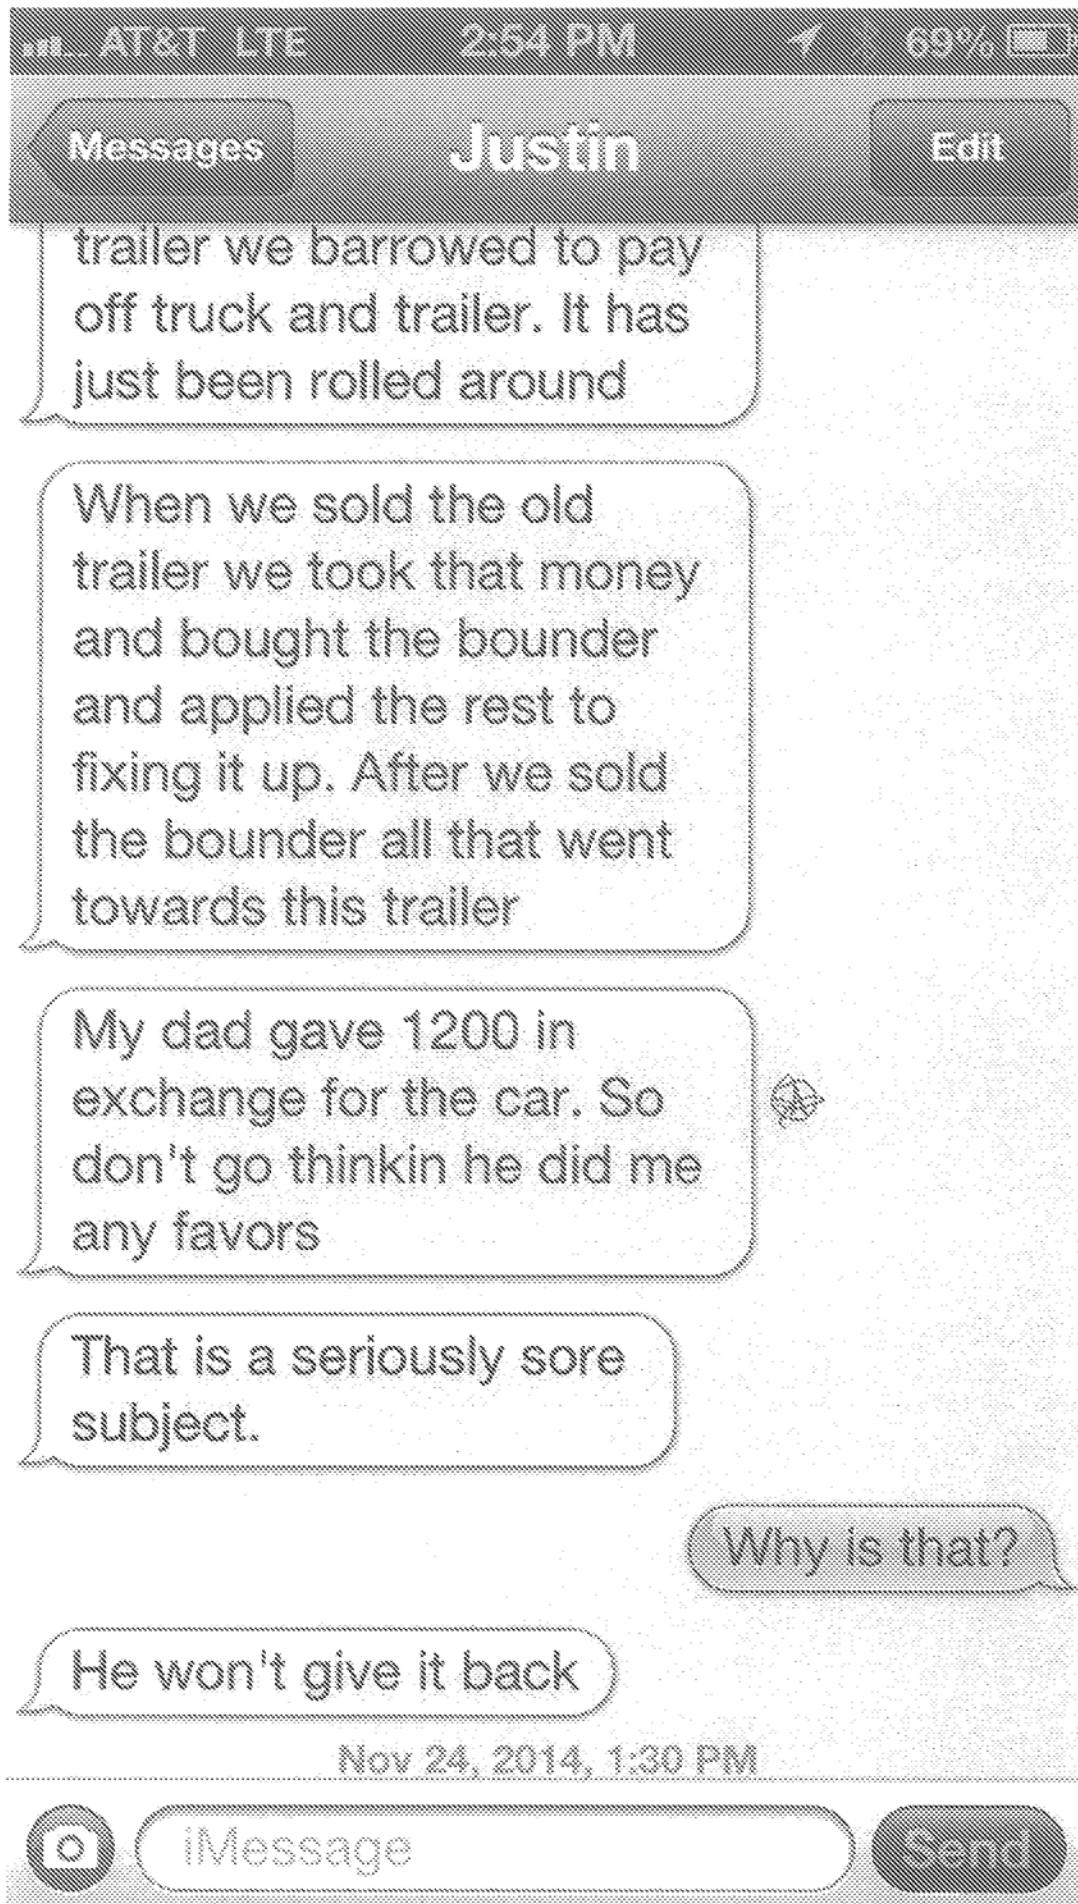 AT&T LTE 2:54 PM 69%
Messages Justin Edit
trailer we barrowed to pay
off truck and trailer. It has
just been rolled around
When we sold the old
trailer we took that money
and bought the bounder
and applied the rest to
fixing it up. After we sold
the bounder all that went
towards this trailer
My dad gave 1200 in
exchange for the car. So
don't go thinkin he did me
any favors
That is a seriously sore
subject.
Why is that?
He won't give it back
Nov 24, 2014, 1:30 PM
iMessage Send